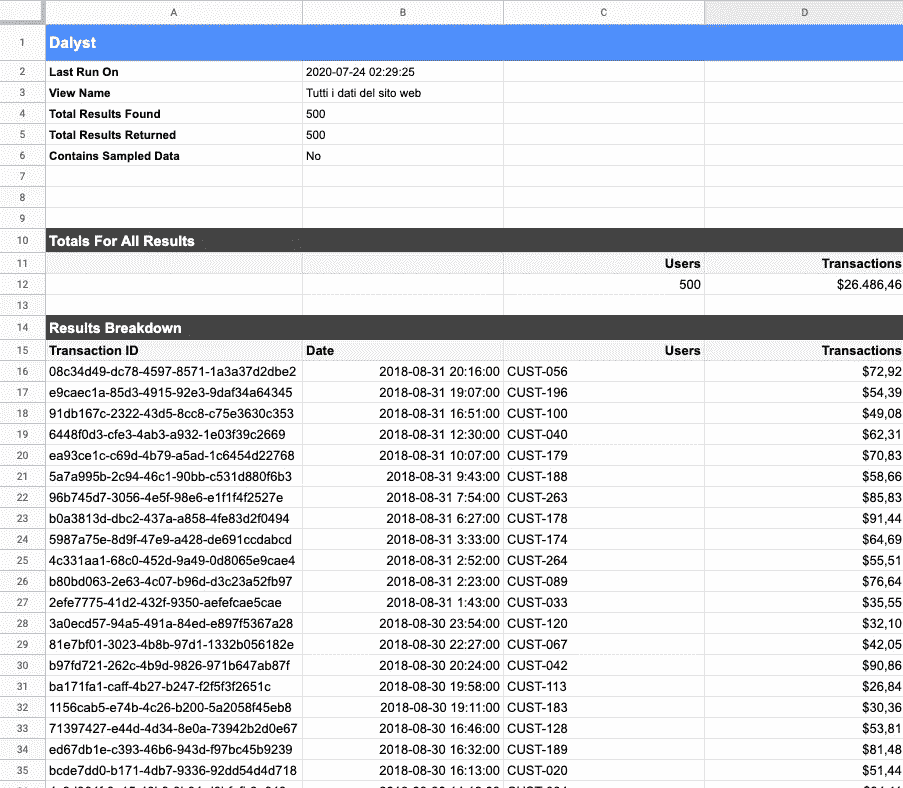 A B C D
1 Dalyst
2 Last Run On 2020-07-24 02:29:25
3 View Name Tutti i dati del sito web
4 Total Results Found 500
5 Total Results Returned 500
6 Contains Sampled Data No
7
8
9
10 Totals For All Results
11 Users Transactions
12 500 $26.486,46
13
14 Results Breakdown
15 Transaction ID Date Users Transactions
16 08c34d49-dc78-4597-8571-1a3a37d2dbe2 2018-08-31 20:16:00 CUST-056 $72,92
17 e9caec1a-85d3-4915-92e3-9daf34a64345 2018-08-31 19:07:00 CUST-196 $54,39
18 91db167c-2322-43d5-8cc8-c75e3630c353 2018-08-31 16:51:00 CUST-100 $49,08
19 6448f0d3-cfe3-4ab3-a932-1e03f39c2669 2018-08-31 12:30:00 CUST-040 $62,31
20 ea93ce1c-c69d-4b79-a5ad-1c6454d22768 2018-08-31 10:07:00 CUST-179 $70,83
21 5a7a995b-2c94-46c1-90bb-c531d880f6b3 2018-08-31 9:43:00 CUST-188 $58,66
22 96b745d7-3056-4e5f-98e6-e1f1f4f2527e 2018-08-31 7:54:00 CUST-263 $85,83
23 b0a3813d-dbc2-437a-a858-4fe83d2f0494 2018-08-31 6:27:00 CUST-178 $91,44
24 5987a75e-8d9f-47e9-a428-de691ccdabcd 2018-08-31 3:33:00 CUST-174 $64,69
25 4c331aa1-68c0-452d-9a49-0d8065e9cae4 2018-08-31 2:52:00 CUST-264 $55,51
26 b80bd063-2e63-4c07-b96d-d3c23a52fb97 2018-08-31 2:23:00 CUST-089 $76,64
27 2efe7775-41d2-432f-9350-aefefcae5cae 2018-08-31 1:43:00 CUST-033 $35,55
28 3a0ecd57-94a5-491a-84ed-e897f5367a28 2018-08-30 23:54:00 CUST-120 $32,10
29 81e7bf01-3023-4b8b-97d1-1332b056182e 2018-08-30 22:27:00 CUST-067 $42,05
30 b97fd721-262c-4b9d-9826-971b647ab87f 2018-08-30 20:24:00 CUST-042 $90,86
31 ba171fa1-caff-4b27-b247-f2f5f3f2651c 2018-08-30 19:58:00 CUST-113 $26,84
32 1156cab5-e74b-4c26-b200-5a2058f45eb8 2018-08-30 19:11:00 CUST-183 $30,36
33 71397427-e44d-4d34-8e0a-73942b2d0e67 2018-08-30 16:46:00 CUST-128 $53,81
34 ed67db1e-c393-46b6-943d-f97bc45b9239 2018-08-30 16:32:00 CUST-189 $81,48
35 bcde7dd0-b171-4db7-9336-92dd54d4d718 2018-08-30 16:13:00 CUST-020 $51,44